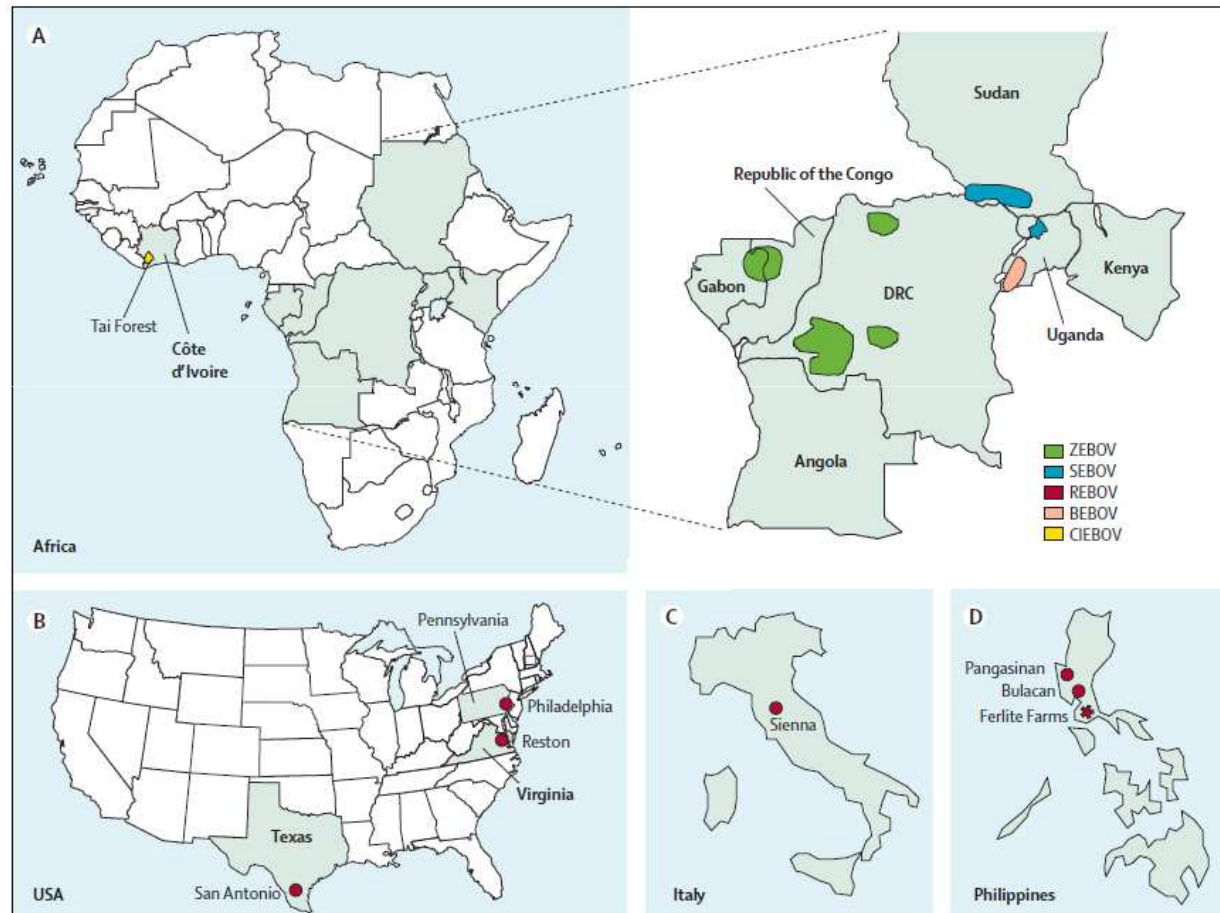 A
Tai Forest
Côte
d'Ivoire
Africa
Sudan
Republic of the Congo
Gabon
DRC
Kenya
Uganda
Angola
ZEBOV
SEBOV
REBOV
BEBOV
CIEBOV
B
Pennsylvania
Philadelphia
Reston
Virginia
Texas
San Antonio
USA
C
Sienna
Italy
D
Pangasinan
Bulacan
Ferlite Farms
Philippines